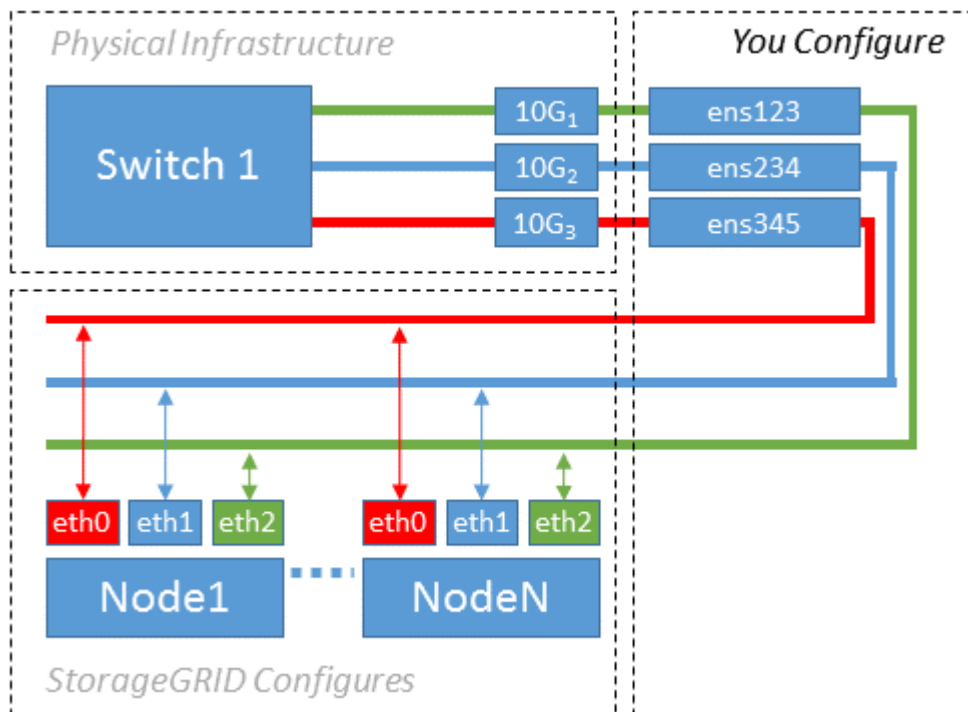 Physical Infrastructure
You Configure
Switch 1
10G₁
ens123
10G₂
ens234
10G₃
ens345
eth0
eth1
eth2
eth0
eth1
eth2
Node1
NodeN
StorageGRID Configures